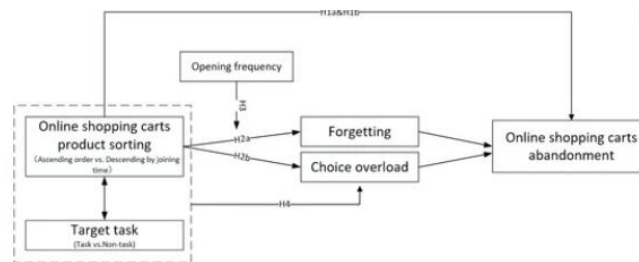 H1a&H1b
Opening frequency
H3
Online shopping carts
product sorting
(Ascending order vs. Descending by joining
time)
H2a
H2b
Forgetting
Choice overload
Online shopping carts
abandonment
H4
Target task
(Task vs.Non-task)